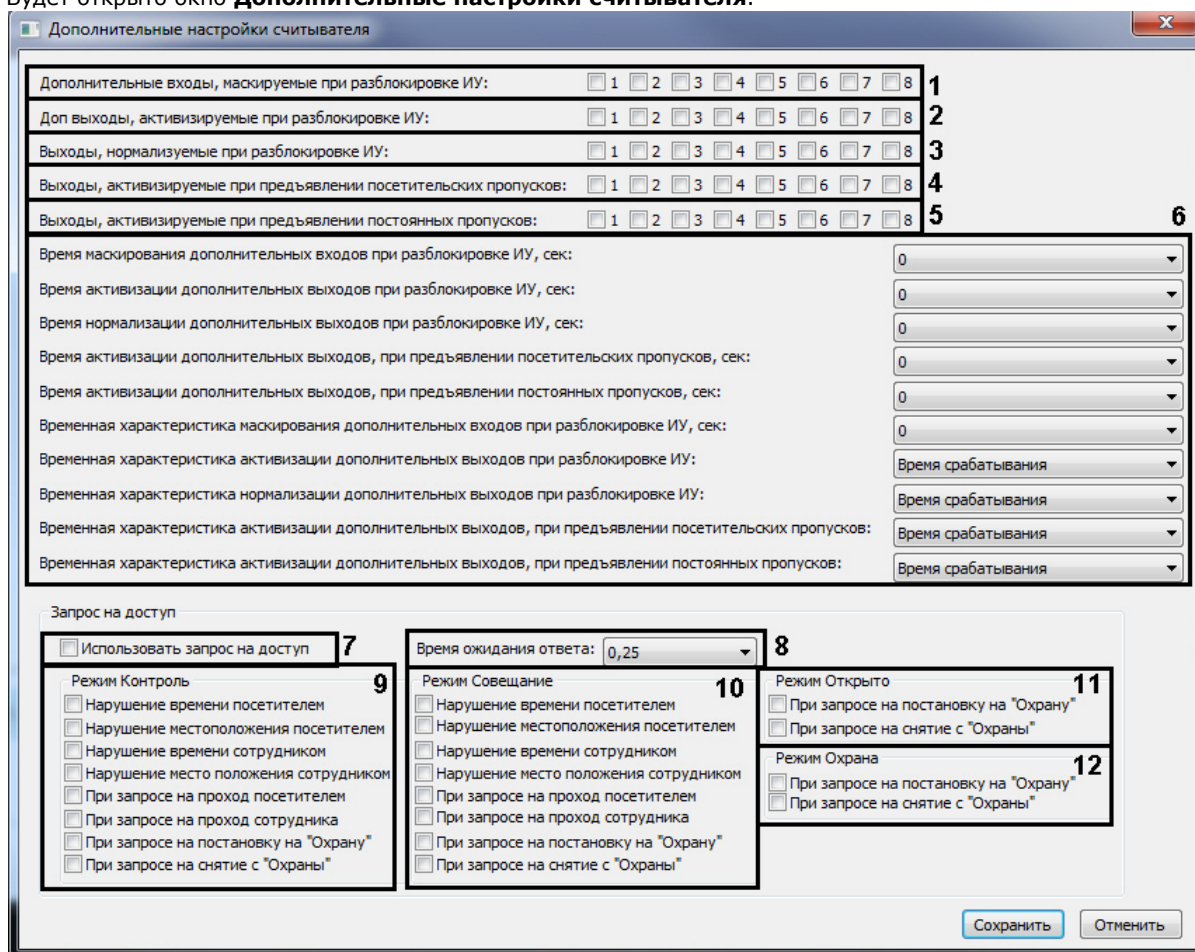 Будет открыто окно Дополнительные настройки считывателя.
Дополнительные настройки считывателя
Дополнительные входы, маскируемые при разблокировке ИУ: 1 2 3 4 5 6 7 8 1
Доп выходы, активизируемые при разблокировке ИУ: 1 2 3 4 5 6 7 8 2
Выходы, нормализуемые при разблокировке ИУ: 1 2 3 4 5 6 7 8 3
Выходы, активизируемые при предъявлении посетительских пропусков: 1 2 3 4 5 6 7 8 4
Выходы, активизируемые при предъявлении постоянных пропусков: 1 2 3 4 5 6 7 8 5
6
Время маскирования дополнительных входов при разблокировке ИУ, сек: 0
Время активизации дополнительных выходов при разблокировке ИУ, сек: 0
Время нормализации дополнительных выходов при разблокировке ИУ, сек: 0
Время активизации дополнительных выходов, при предъявлении посетительских пропусков, сек: 0
Время активизации дополнительных выходов, при предъявлении постоянных пропусков, сек: 0
Временная характеристика маскирования дополнительных входов при разблокировке ИУ, сек: 0
Временная характеристика активизации дополнительных выходов при разблокировке ИУ: Время срабатывания
Временная характеристика нормализации дополнительных выходов при разблокировке ИУ: Время срабатывания
Временная характеристика активизации дополнительных выходов, при предъявлении посетительских пропусков: Время срабатывания
Временная характеристика активизации дополнительных выходов, при предъявлении постоянных пропусков: Время срабатывания
Запрос на доступ
Использовать запрос на доступ 7
Время ожидания ответа: 0,25 8
Режим Контроль 9
Нарушение времени посетителем
Нарушение местоположения посетителем
Нарушение времени сотрудником
Нарушение место положения сотрудником
При запросе на проход посетителем
При запросе на проход сотрудника
При запросе на постановку на "Охрану"
При запросе на снятие с "Охраны"
Режим Совещание 10
Нарушение времени посетителем
Нарушение местоположения посетителем
Нарушение времени сотрудником
Нарушение место положения сотрудником
При запросе на проход посетителем
При запросе на проход сотрудника
При запросе на постановку на "Охрану"
При запросе на снятие с "Охраны"
Режим Открыто 11
При запросе на постановку на "Охрану"
При запросе на снятие с "Охраны"
Режим Охрана 12
При запросе на постановку на "Охрану"
При запросе на снятие с "Охраны"
Сохранить Отменить